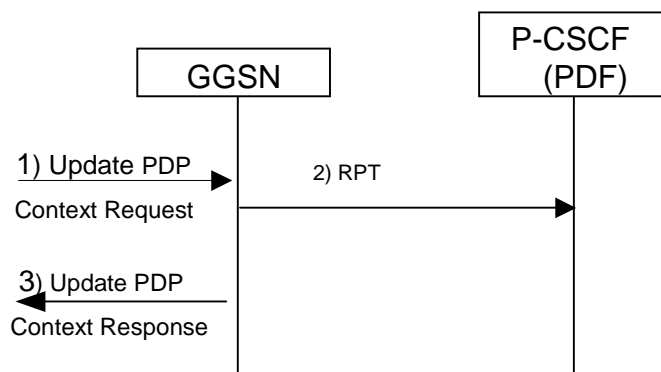 GGSN
P-CSCF
(PDF)
1) Update PDP
Context Request
2) RPT
3) Update PDP
Context Response